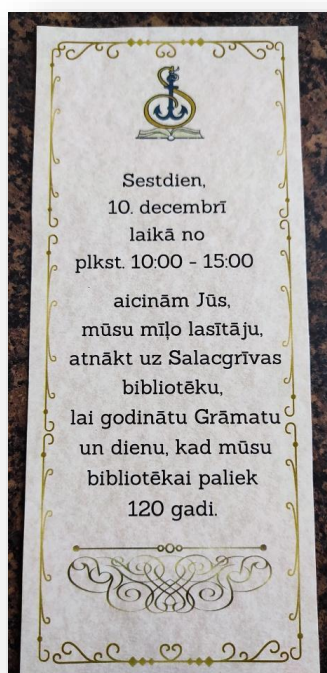 Sestdien,
10. decembrī
laikā no
plkst. 10:00 - 15:00
aicinām Jūs,
mūsu mīļo lasītāju,
atnākt uz Salacgrīvas
bibliotēku,
lai godinātu Grāmatu
un dienu, kad mūsu
bibliotēkai paliek
120 gadi.